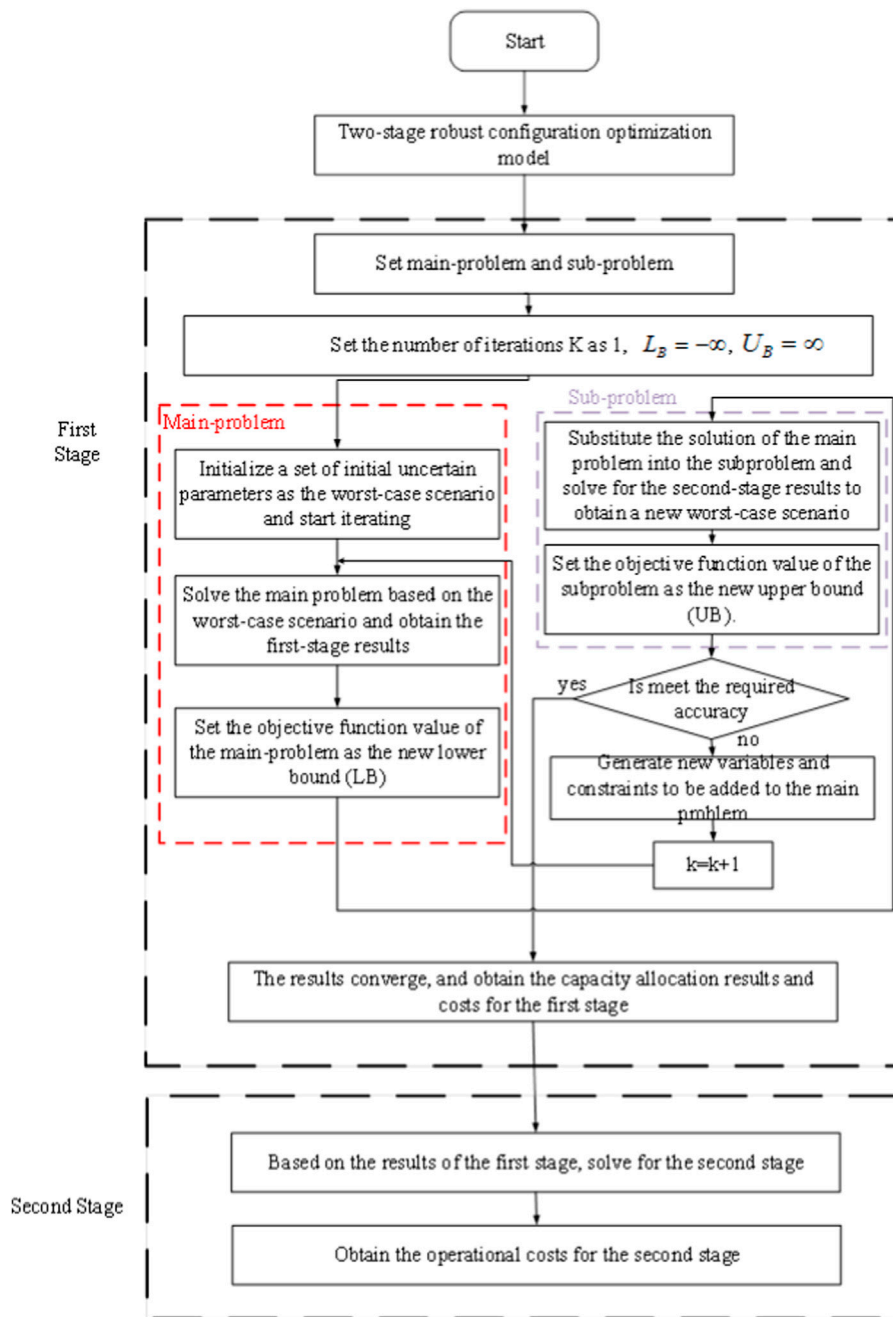 Start
Two-stage robust configuration optimization
model
Set main-problem and sub-problem
Set the number of iterations K as 1, L_B = −∞, U_B = ∞
First
Stage
Main-problem
Initialize a set of initial uncertain
parameters as the worst-case scenario
and start iterating
Solve the main problem based on the
worst-case scenario and obtain the
first-stage results
Set the objective function value of
the main-problem as the new lower
bound (LB)
Sub-problem
Substitute the solution of the main
problem into the subproblem and
solve for the second-stage results to
obtain a new worst-case scenario
Set the objective function value of the
subproblem as the new upper bound
(UB).
yes
Is meet the required
accuracy
no
Generate new variables and
constraints to be added to the main
problem
k=k+1
The results converge, and obtain the capacity allocation results and
costs for the first stage
Second Stage
Based on the results of the first stage, solve for the second stage
Obtain the operational costs for the second stage